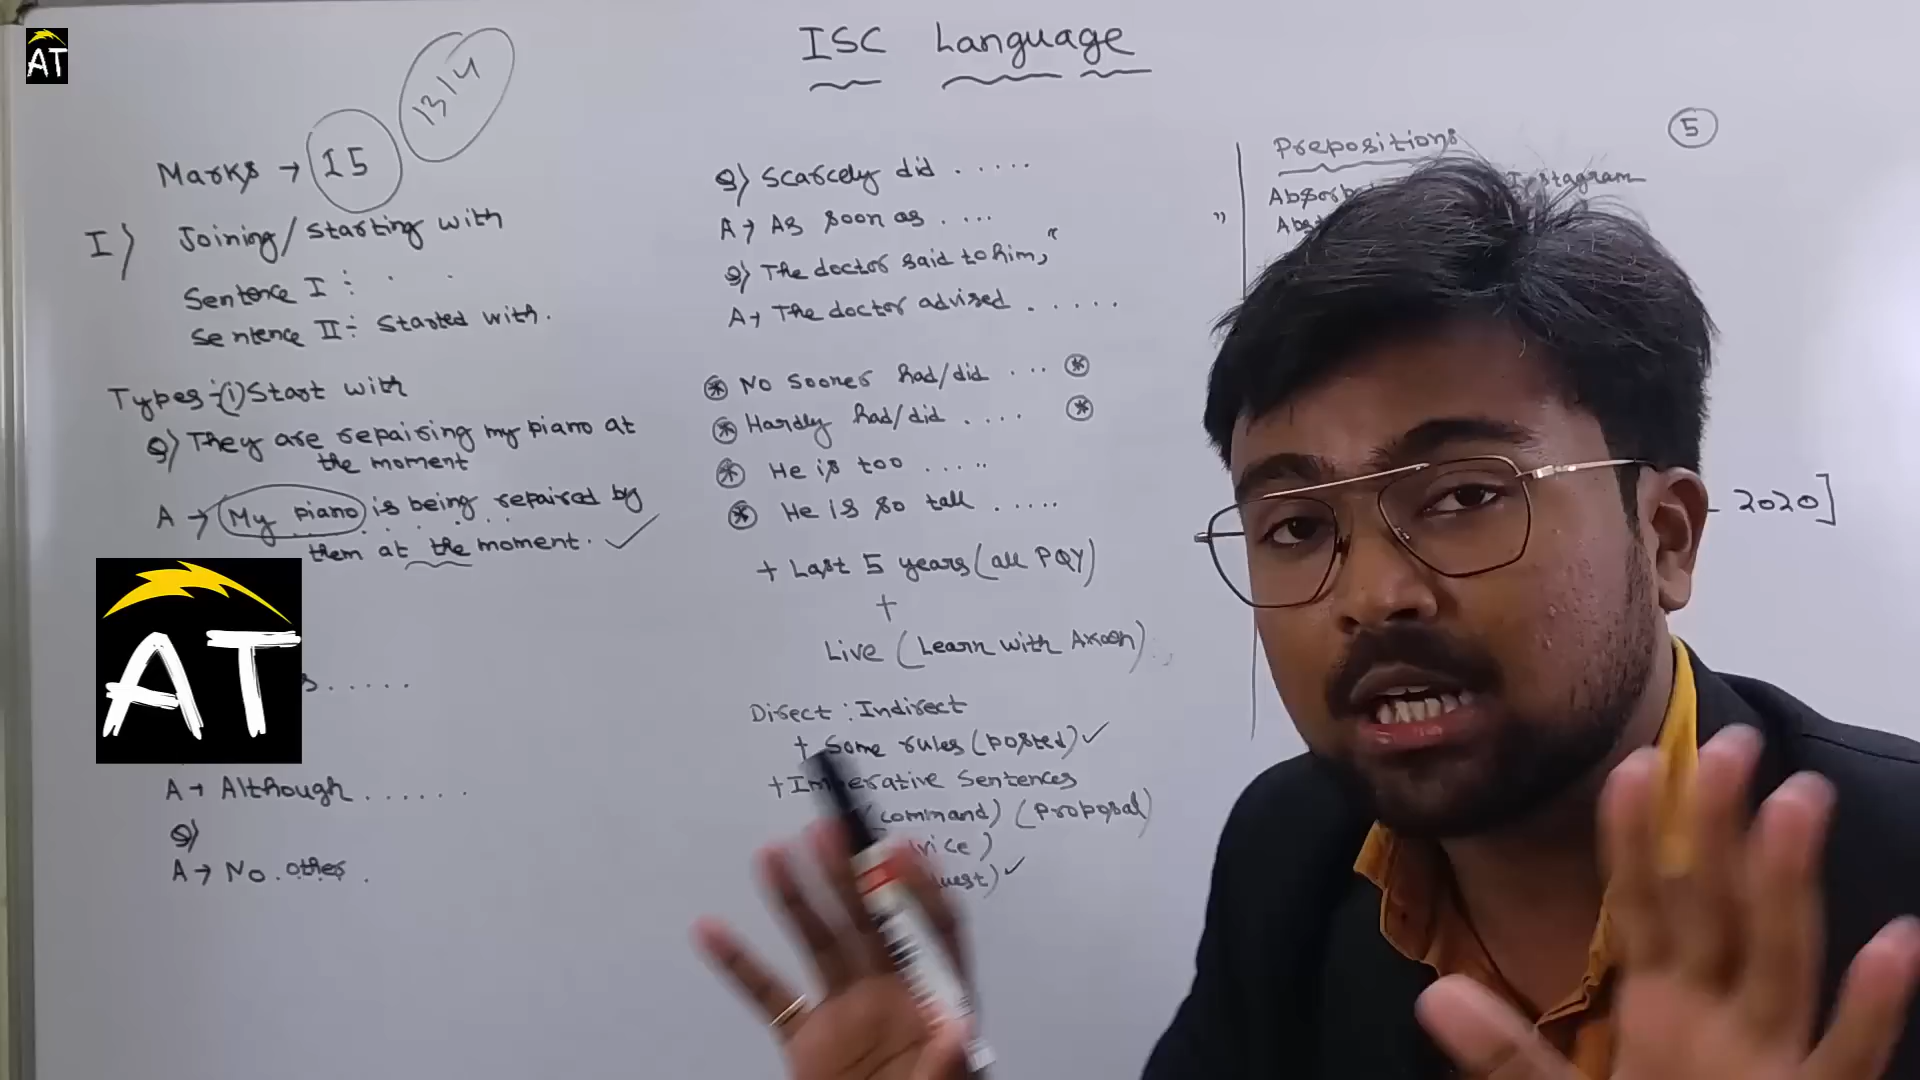 AT
ISC Language
13/14
Marks → 15
I) Joining/starting with
Sentence I :
Sentence II :- Started with.
Types :- (1) Start with
Q) They are repairing my piano at
the moment
A → My piano is being repaired by
them at the moment.
AT
s.....
A → Although ......
Q)
A → No other .
Q) Scarcely did .....
A → As soon as ....
Q) The doctor said to him, "
A → The doctor advised .....
No sooner had/did ...
Hardly had/did ....
He is too .....
He is so tall .....
+ Last 5 years (all PQY)
+
Live (Learn with
Direct : Indirect
+ Some rules (posted) ✓
+ Imperative Sentences
(command) (Proposal)
5
Prepositions
Instagram
2020]